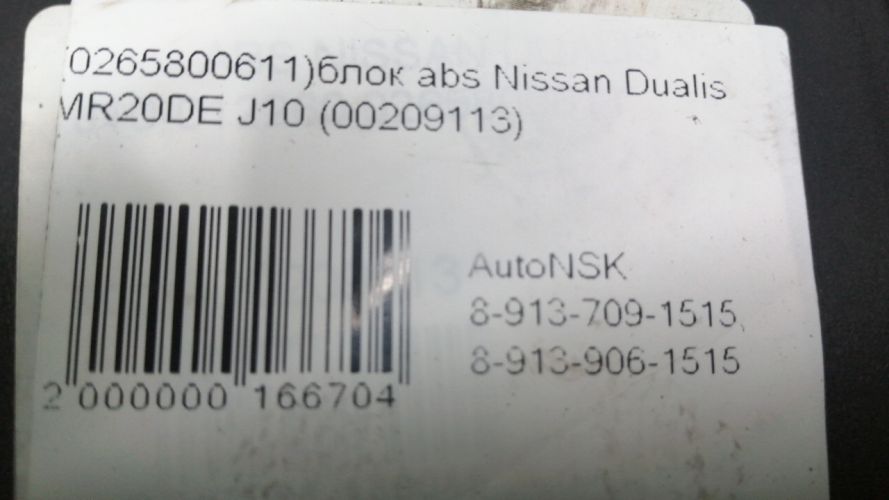 (0265800611)блок abs Nissan Dualis
MR20DE J10 (00209113)
AutoNSK
8-913-709-1515,
8-913-906-1515
2 000000 166704